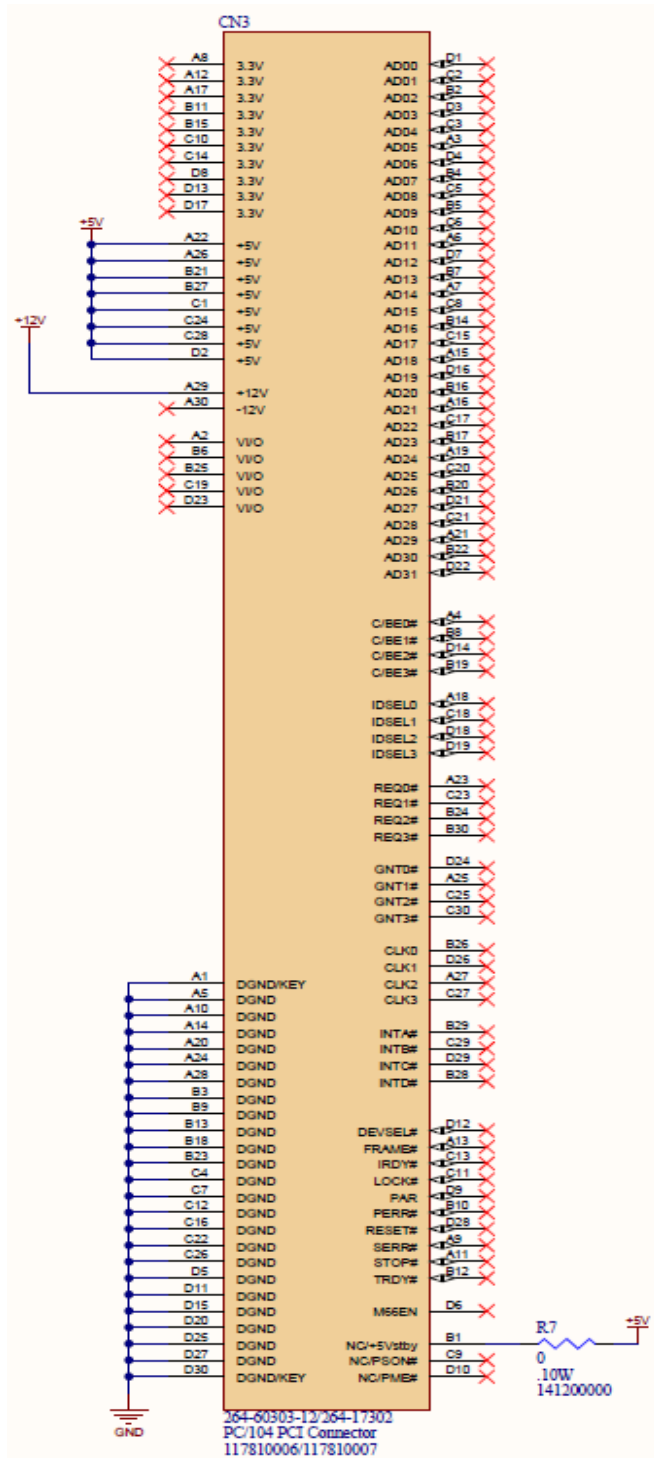 CN3
A8 3.3V AD00 D1
A12 3.3V AD01 C2
A17 3.3V AD02 B2
B11 3.3V AD03 D3
B15 3.3V AD04 C3
C10 3.3V AD05 A3
C14 3.3V AD06 D4
D8 3.3V AD07 B4
D13 3.3V AD08 C5
D17 3.3V AD09 B5
+5V
AD10 C6
A22 +5V AD11 A6
A26 +5V AD12 D7
B21 +5V AD13 B7
B27 +5V AD14 A7
C1 +5V AD15 C8
+12V
C24 +5V AD16 B14
C28 +5V AD17 C15
D2 +5V AD18 A15
AD19 D16
A29 +12V AD20 B16
A30 -12V AD21 A16
AD22 C17
A2 VI/O AD23 B17
B6 VI/O AD24 A19
B25 VI/O AD25 C20
C19 VI/O AD26 B20
D23 VI/O AD27 D21
AD28 C21
AD29 A21
AD30 B22
AD31 D22
C/BE0# A4
C/BE1# B8
C/BE2# D14
C/BE3# B19
IDSEL0 A18
IDSEL1 C18
IDSEL2 D18
IDSEL3 D19
REQ0# A23
REQ1# C23
REQ2# B24
REQ3# B30
GNT0# D24
GNT1# A25
GNT2# C25
GNT3# C30
CLK0 B26
CLK1 D26
A1 DGND/KEY CLK2 A27
A5 DGND CLK3 C27
A10 DGND
A14 DGND INTA# B29
A20 DGND INTB# C29
A24 DGND INTC# D29
A28 DGND INTD# B28
B3 DGND
B9 DGND
B13 DGND DEVSEL# D12
B18 DGND FRAME# A13
B23 DGND IRDY# C13
C4 DGND LOCK# C11
C7 DGND PAR D9
C12 DGND PERR# B10
C16 DGND RESET# D28
C22 DGND SERR# A9
C26 DGND STOP# A11
D5 DGND TRDY# B12
D11 DGND
D15 DGND M66EN D6
D20 DGND
D25 DGND NC/+5Vstby B1
D27 DGND NC/PSON# C9
D30 DGND/KEY NC/PME# D10
R7
+5V
0
.10W
141200000
GND
264-60303-12/264-17302
PC/104 PCI Connector
117810006/117810007